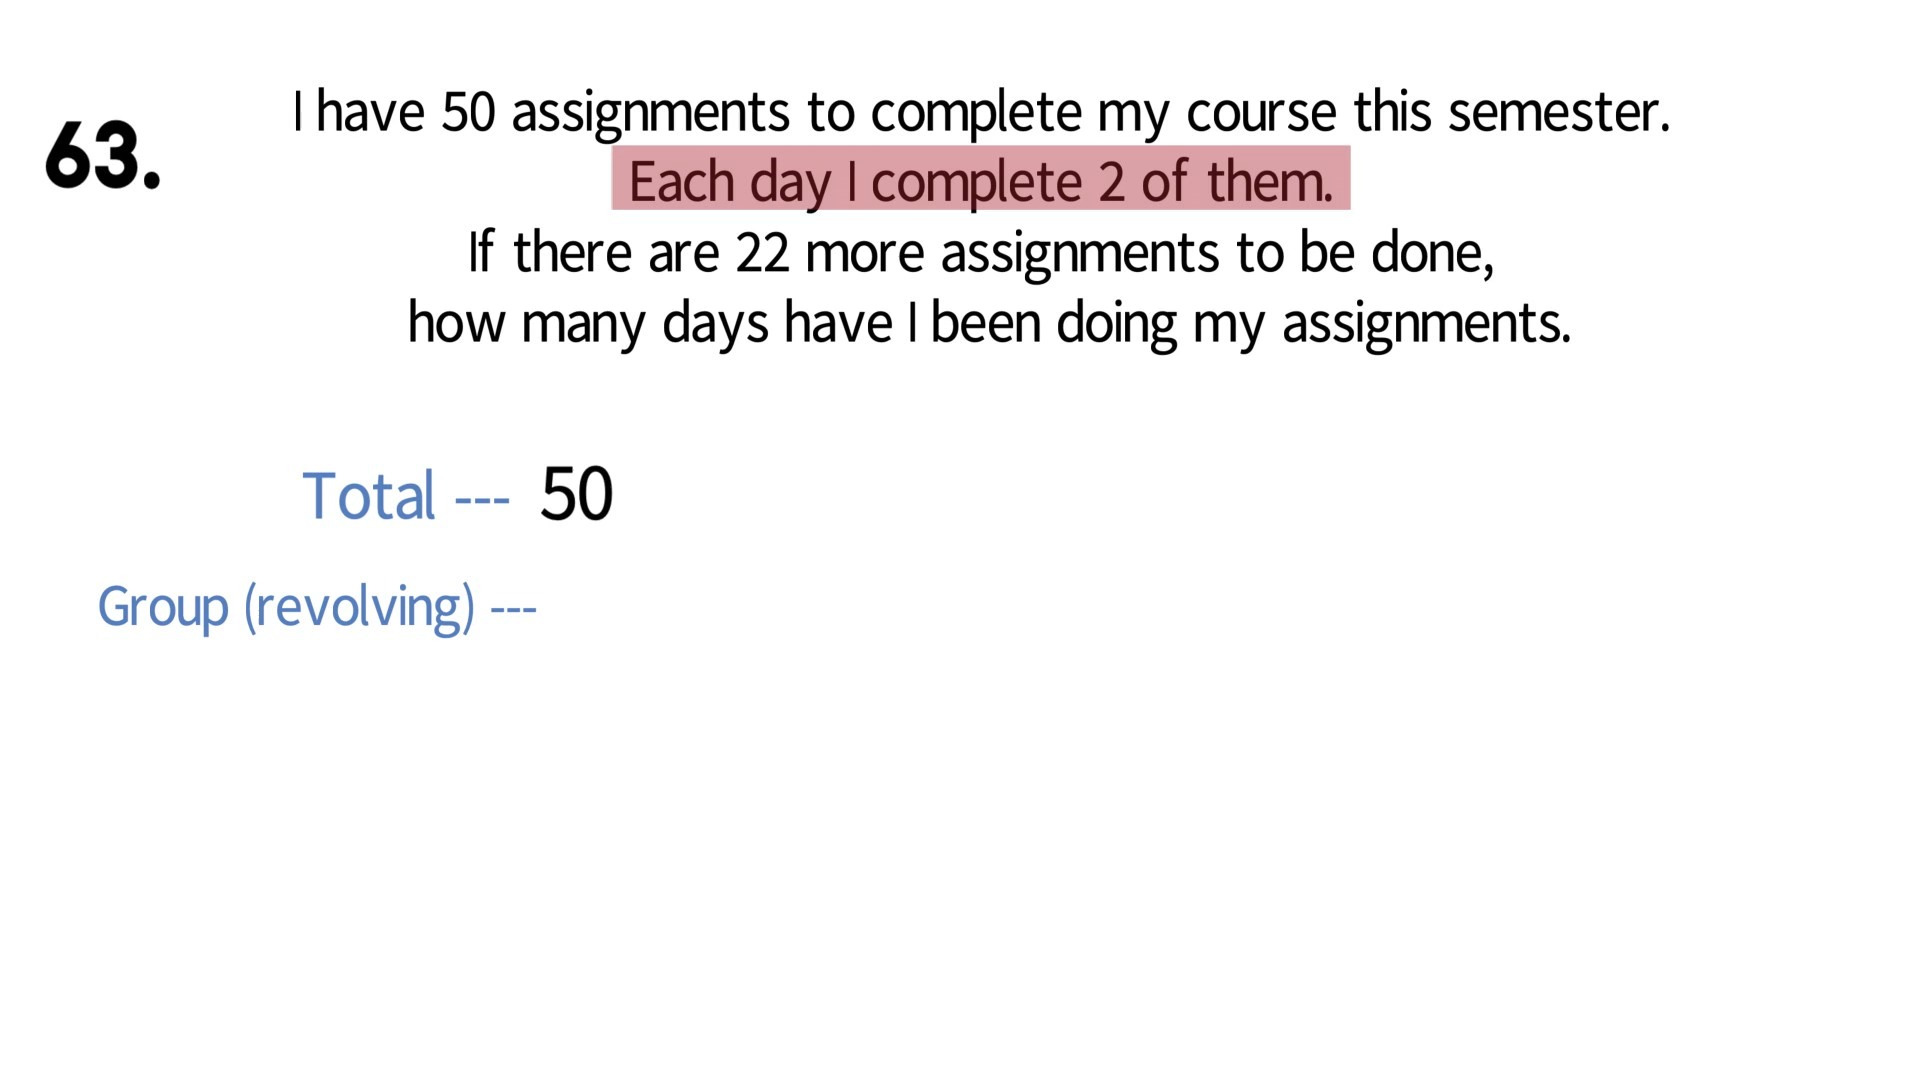 63.
I have 50 assignments to complete my course this semester.
Each day I complete 2 of them.
If there are 22 more assignments to be done,
how many days have I been doing my assignments.
Total --- 50
Group (revolving) ---